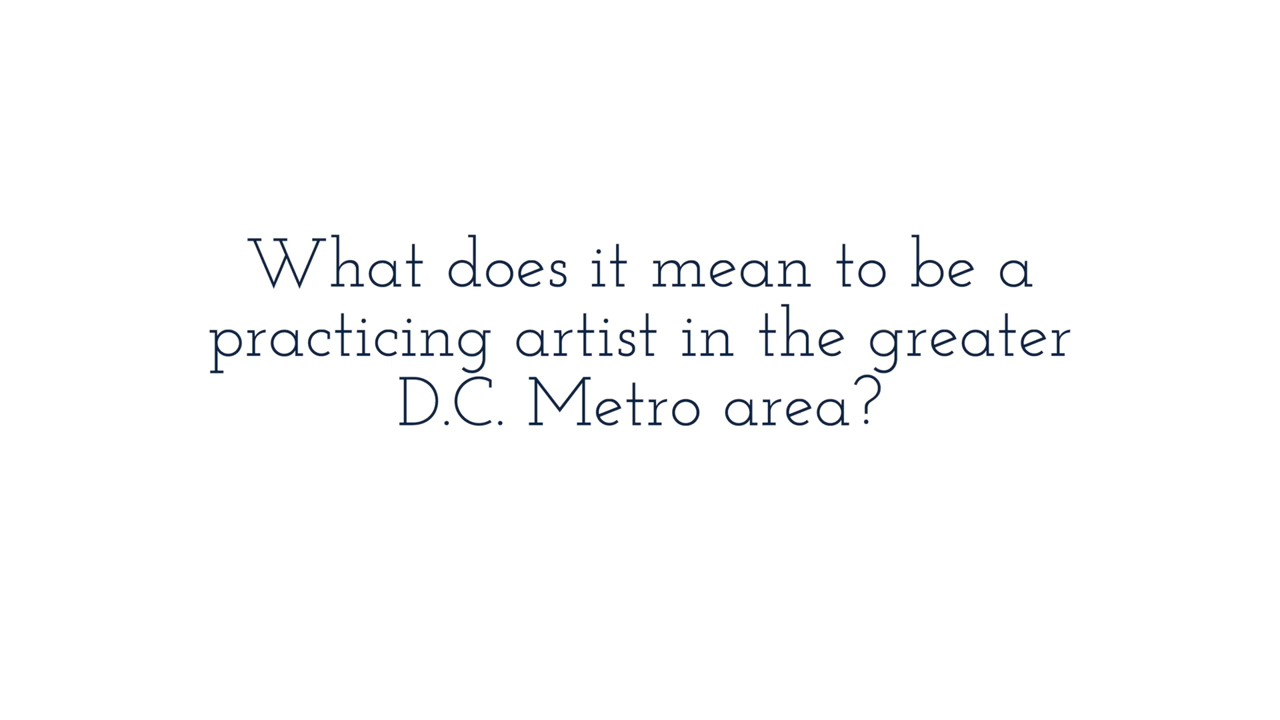 What does it mean to be a
practicing artist in the greater
D.C. Metro area?